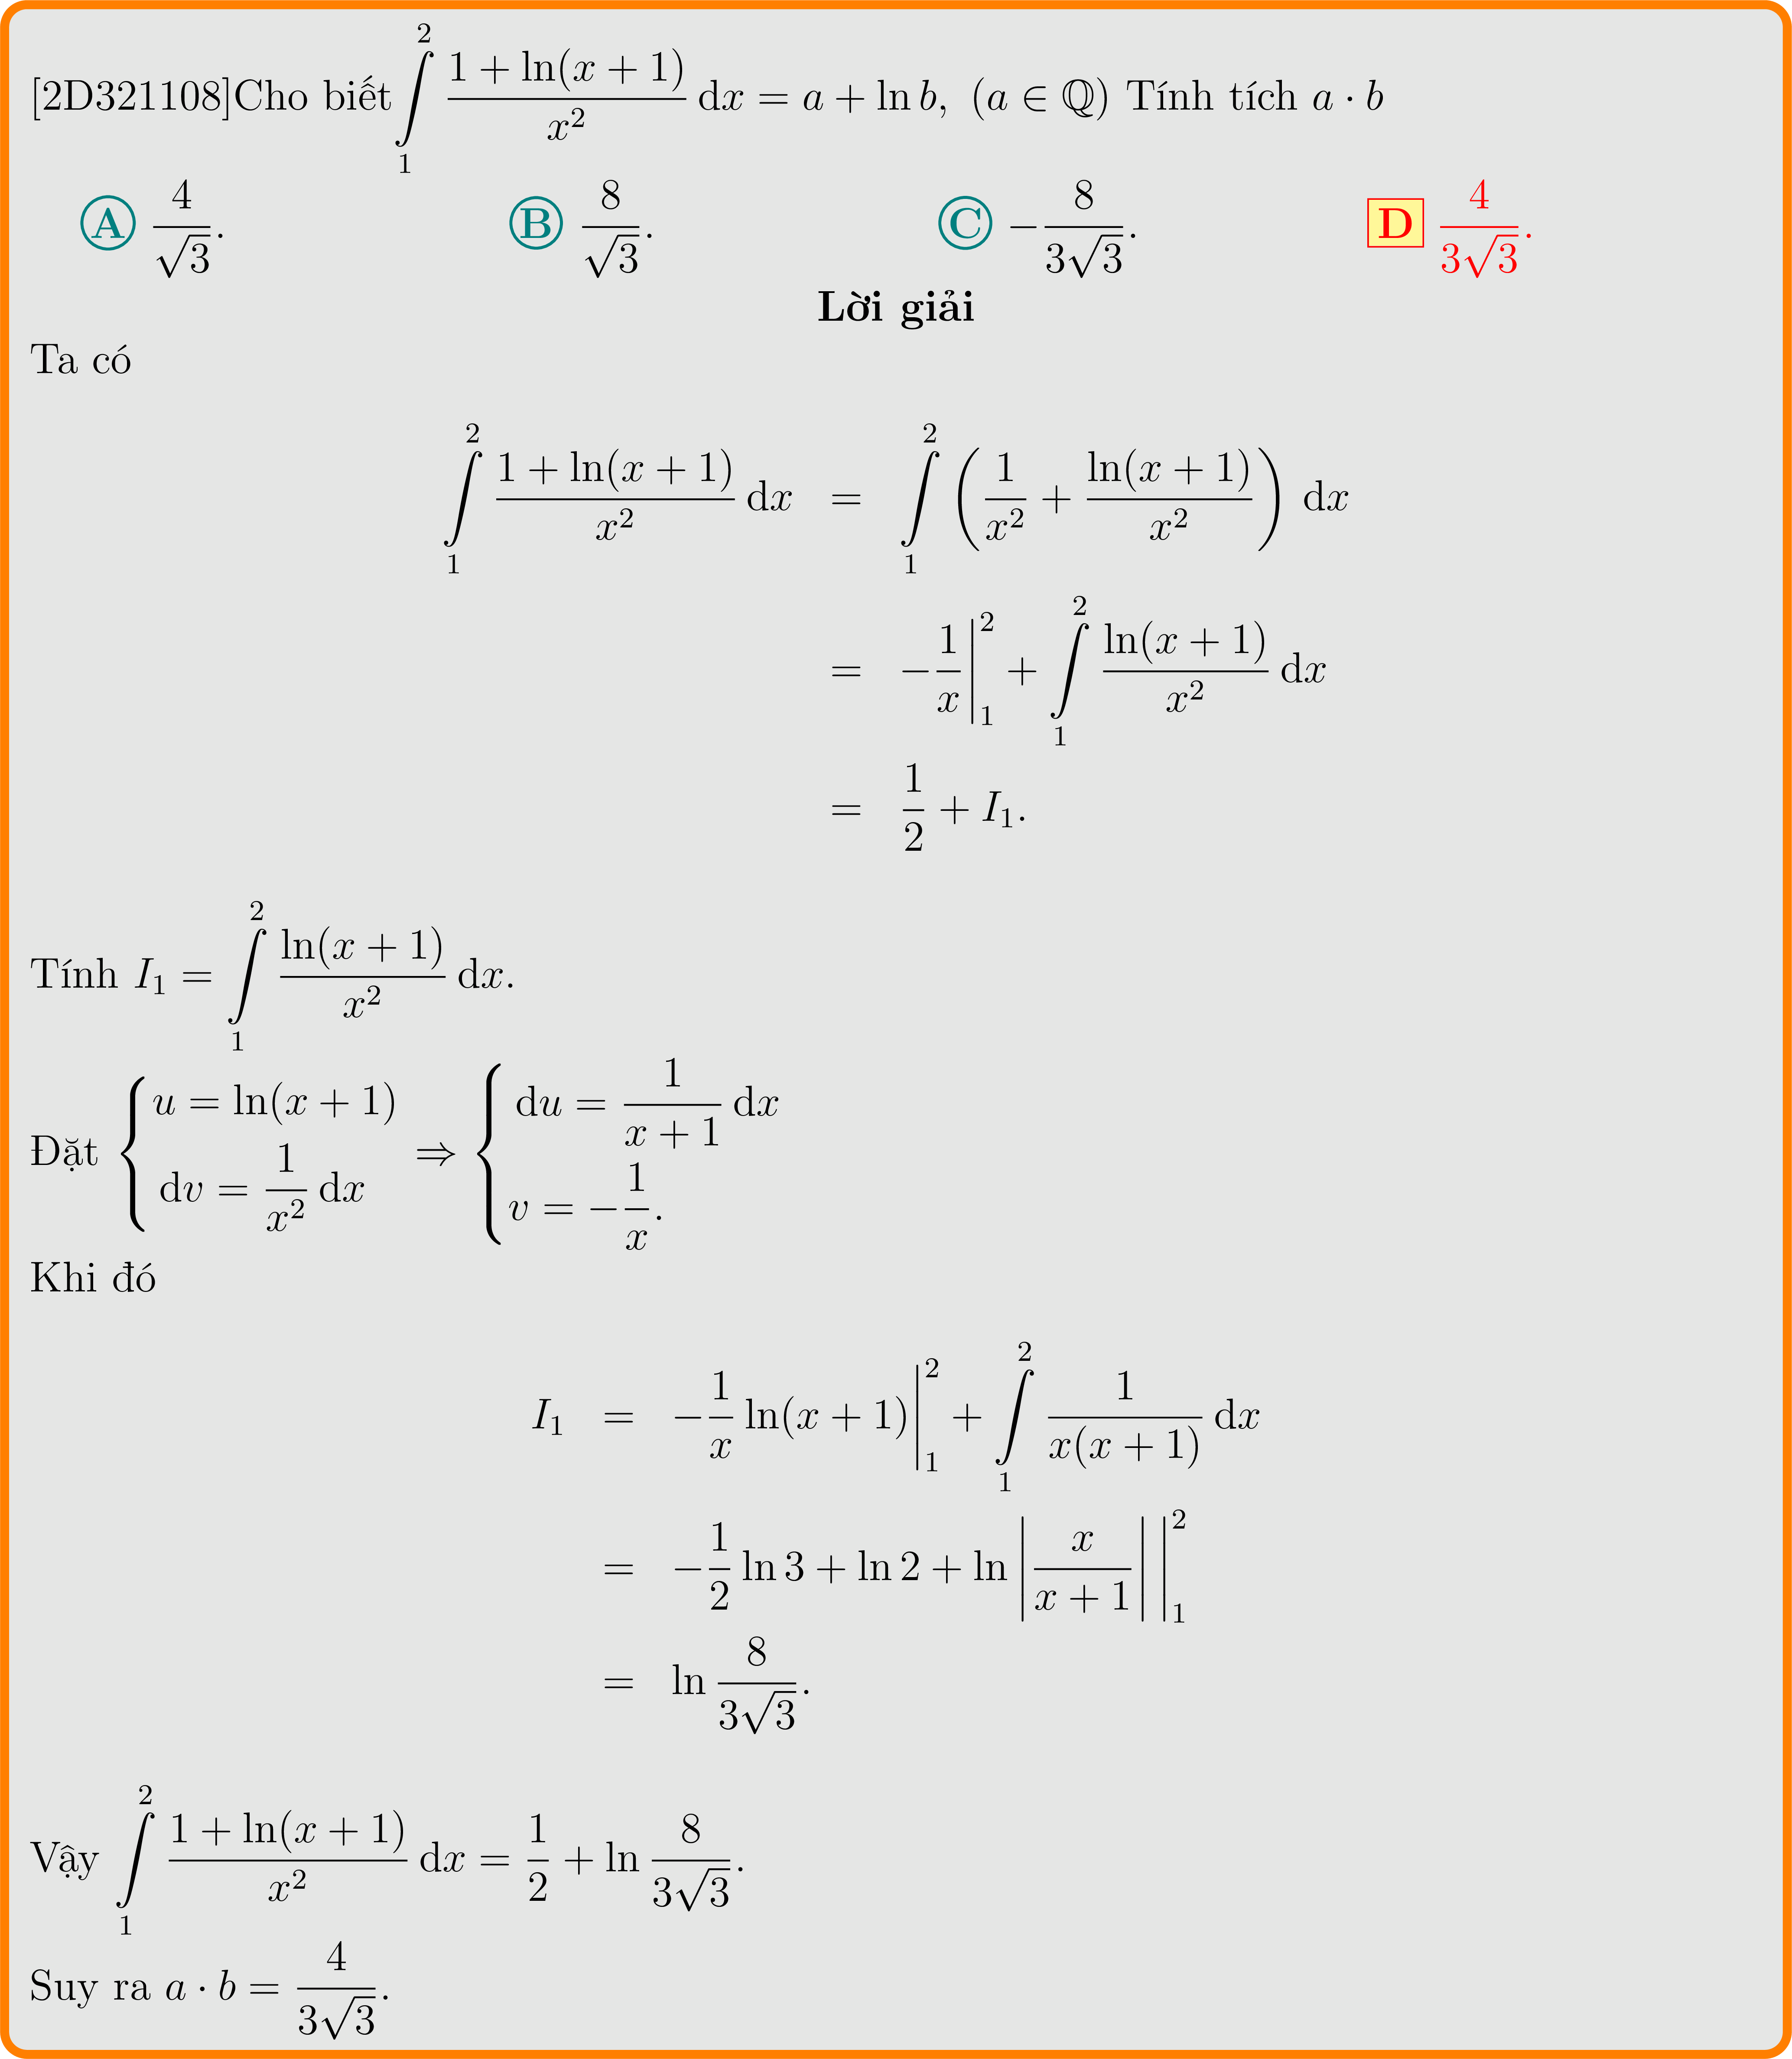 [2D321108]Cho biết $\int\limits_1^2 \frac{1+\ln(x+1)}{x^2}\,\mathrm{d}x = a + \ln b,\ (a \in \mathbb{Q})$ Tính tích $a \cdot b$
A $\frac{4}{\sqrt{3}}$. B $\frac{8}{\sqrt{3}}$. C $-\frac{8}{3\sqrt{3}}$. D $\frac{4}{3\sqrt{3}}$.
Lời giải
Ta có
$\int\limits_1^2 \frac{1+\ln(x+1)}{x^2}\,\mathrm{d}x = \int\limits_1^2 \left(\frac{1}{x^2} + \frac{\ln(x+1)}{x^2}\right)\,\mathrm{d}x$
$= -\frac{1}{x}\Big|_1^2 + \int\limits_1^2 \frac{\ln(x+1)}{x^2}\,\mathrm{d}x$
$= \frac{1}{2} + I_1.$
Tính $I_1 = \int\limits_1^2 \frac{\ln(x+1)}{x^2}\,\mathrm{d}x.$
Đặt $\begin{cases} u = \ln(x+1) \\ \mathrm{d}v = \frac{1}{x^2}\,\mathrm{d}x \end{cases} \Rightarrow \begin{cases} \mathrm{d}u = \frac{1}{x+1}\,\mathrm{d}x \\ v = -\frac{1}{x}. \end{cases}$
Khi đó
$I_1 = -\frac{1}{x}\ln(x+1)\Big|_1^2 + \int\limits_1^2 \frac{1}{x(x+1)}\,\mathrm{d}x$
$= -\frac{1}{2}\ln 3 + \ln 2 + \ln\left|\frac{x}{x+1}\right|\Big|_1^2$
$= \ln\frac{8}{3\sqrt{3}}.$
Vậy $\int\limits_1^2 \frac{1+\ln(x+1)}{x^2}\,\mathrm{d}x = \frac{1}{2} + \ln\frac{8}{3\sqrt{3}}.$
Suy ra $a \cdot b = \frac{4}{3\sqrt{3}}.$